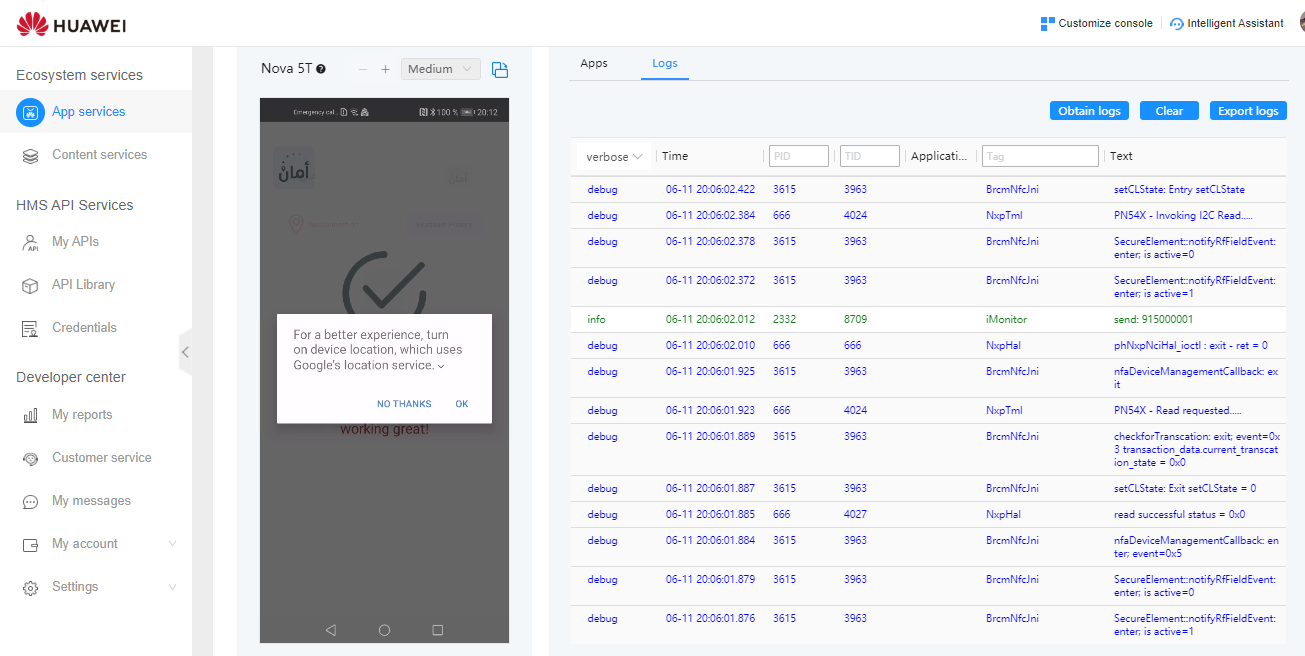 HUAWEI
Customize console
Intelligent Assistant
Ecosystem services
App services
Content services
HMS API Services
My APIs
API Library
Credentials
Developer center
My reports
Customer service
My messages
My account
Settings
Nova 5T
Medium
Emergency cal..
100 %
20:12
أمان
For a better experience, turn
on device location, which uses
Google's location service.
NO THANKS
OK
working great!
Apps
Logs
Obtain logs
Clear
Export logs
verbose
Time
PID
TID
Applicati...
Tag
Text
debug 06-11 20:06:02.422 3615 3963 BrcmNfcJni setCLState: Entry setCLState
debug 06-11 20:06:02.384 666 4024 NxpTml PN54X - Invoking I2C Read.....
debug 06-11 20:06:02.378 3615 3963 BrcmNfcJni SecureElement::notifyRfFieldEvent:
enter; is active=0
debug 06-11 20:06:02.372 3615 3963 BrcmNfcJni SecureElement::notifyRfFieldEvent:
enter; is active=1
info 06-11 20:06:02.012 2332 8709 iMonitor send: 915000001
debug 06-11 20:06:02.010 666 666 NxpHal phNxpNciHal_ioctl : exit - ret = 0
debug 06-11 20:06:01.925 3615 3963 BrcmNfcJni nfaDeviceManagementCallback: ex
it
debug 06-11 20:06:01.923 666 4024 NxpTml PN54X - Read requested.....
debug 06-11 20:06:01.889 3615 3963 BrcmNfcJni checkforTranscation: exit; event=0x
3 transaction_data.current_transcat
ion_state = 0x0
debug 06-11 20:06:01.887 3615 3963 BrcmNfcJni setCLState: Exit setCLState = 0
debug 06-11 20:06:01.885 666 4027 NxpHal read successful status = 0x0
debug 06-11 20:06:01.884 3615 3963 BrcmNfcJni nfaDeviceManagementCallback: en
ter; event=0x5
debug 06-11 20:06:01.879 3615 3963 BrcmNfcJni SecureElement::notifyRfFieldEvent:
enter; is active=0
debug 06-11 20:06:01.876 3615 3963 BrcmNfcJni SecureElement::notifyRfFieldEvent:
enter; is active=1